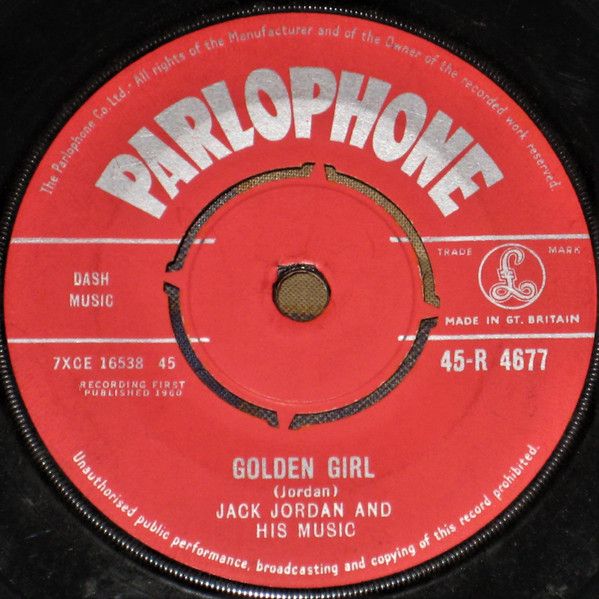 The Parlophone Co. Ltd. - All rights of the Manufacturer and of the Owner of the recorded work reserved.
PARLOPHONE
DASH
MUSIC
TRADE MARK
£
MADE IN GT. BRITAIN
7XCE 16538 45
45-R 4677
RECORDING FIRST
PUBLISHED 1960
GOLDEN GIRL
(Jordan)
JACK JORDAN AND
HIS MUSIC
Unauthorised public performance, broadcasting and copying of this record prohibited.